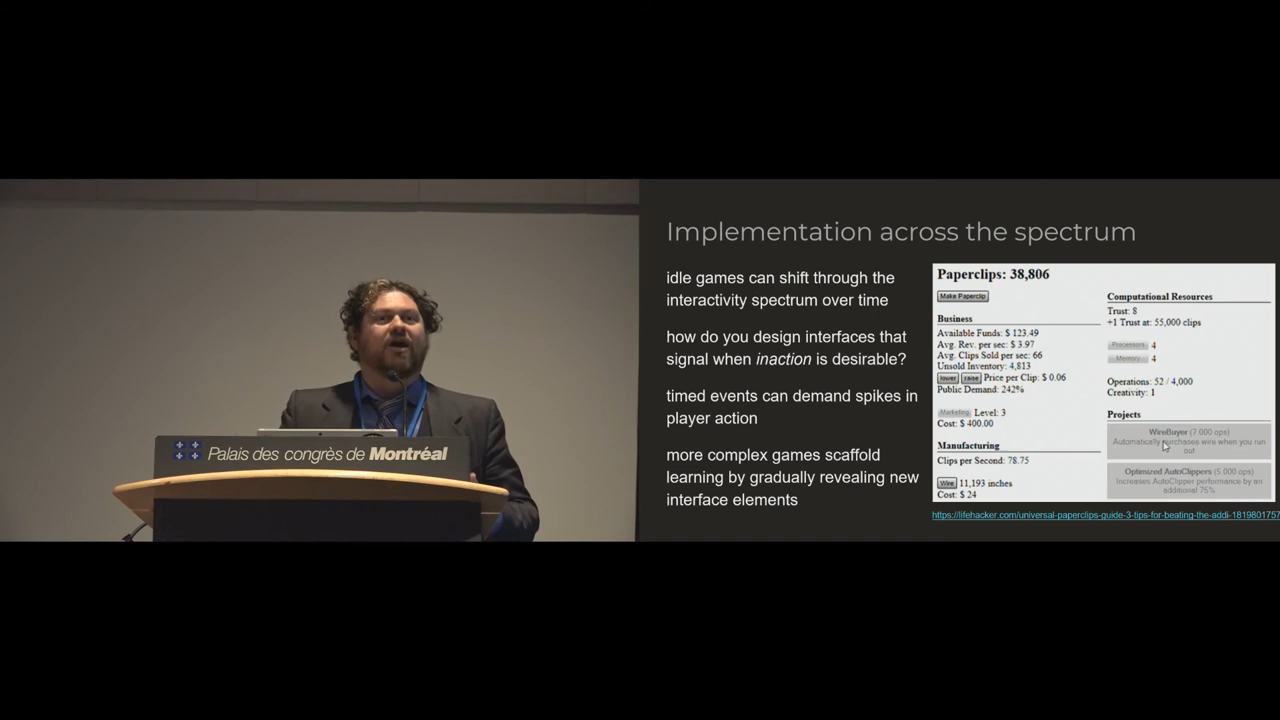 Palais des congrès de Montréal
Implementation across the spectrum
idle games can shift through the
interactivity spectrum over time
how do you design interfaces that
signal when inaction is desirable?
timed events can demand spikes in
player action
more complex games scaffold
learning by gradually revealing new
interface elements
Paperclips: 38,806
Make Paperclip
Business
Available Funds: $ 123.49
Avg. Rev. per sec: $ 3.97
Avg. Clips Sold per sec: 66
Unsold Inventory: 4,813
lower raise Price per Clip: $ 0.06
Public Demand: 242%
Marketing Level: 3
Cost: $ 400.00
Manufacturing
Clips per Second: 78.75
Wire 11,193 inches
Cost: $ 24
Computational Resources
Trust: 8
+1 Trust at: 55,000 clips
Processors 4
Memory 4
Operations: 52 / 4,000
Creativity: 1
Projects
WireBuyer (7,000 ops)
Automatically purchases wire when you run
out
Optimized AutoClippers (5,000 ops)
Increases AutoClipper performance by an
additional 75%
https://lifehacker.com/universal-paperclips-guide-3-tips-for-beating-the-addi-1819801757